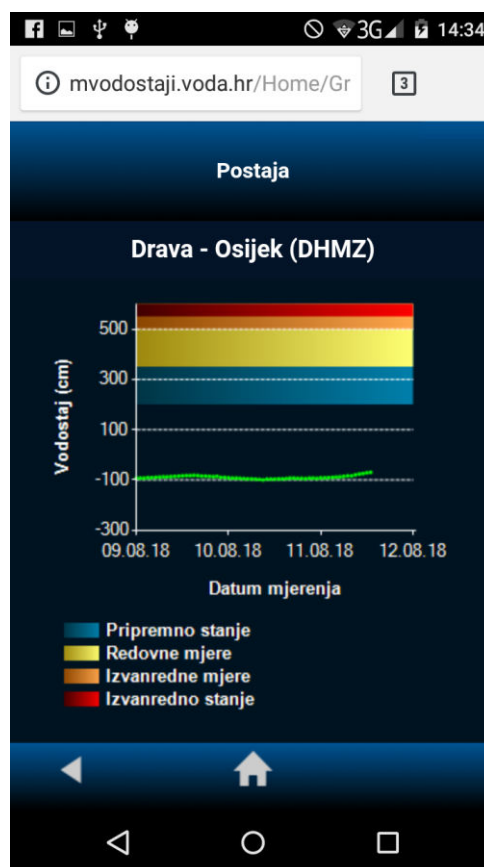 3G 14:34
mvodostaji.voda.hr/Home/Gr 3
Postaja
Drava - Osijek (DHMZ)
Vodostaj (cm)
500
300
100
-100
-300
09.08.18 10.08.18 11.08.18 12.08.18
Datum mjerenja
Pripremno stanje
Redovne mjere
Izvanredne mjere
Izvanredno stanje